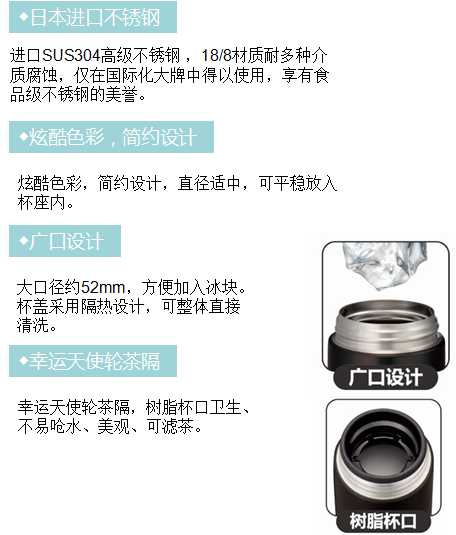 ◆日本进口不锈钢
进口SUS304高级不锈钢，18/8材质耐多种介
质腐蚀，仅在国际化大牌中得以使用，享有食
品级不锈钢的美誉。
◆炫酷色彩，简约设计
炫酷色彩，简约设计，直径适中，可平稳放入
杯座内。
◆广口设计
大口径约52mm，方便加入冰块。
杯盖采用隔热设计，可整体直接
清洗。
广口设计
◆幸运天使轮茶隔
幸运天使轮茶隔，树脂杯口卫生、
不易呛水、美观、可滤茶。
树脂杯口